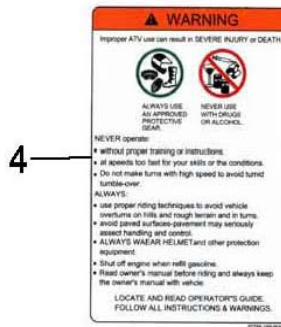 WARNING
Improper ATV use can result in SEVERE INJURY or DEATH
ALWAYS USE
AN APPROVED
PROTECTIVE
GEAR.
NEVER USE
WITH DRUGS
OR ALCOHOL.
NEVER operate:
• without proper training or instructions.
• at speeds too fast for your skills or the conditions.
• Do not make turns with high speed to avoid turnid
tumble-over.
ALWAYS:
• use proper riding techniques to avoid vehicle
overturns on hills and rough terrain and in turns.
• avoid paved surfaces-pavement may seriously
assect handling and control.
• ALWAYS WAEAR HELMETand other protection
equipment
• Shut off engine when refill gasoline.
• Read owner's manual before riding and always keep
the owner's manual with vehicle.
LOCATE AND READ OPERATOR'S GUIDE.
FOLLOW ALL INSTRUCTIONS & WARNINGS.
4